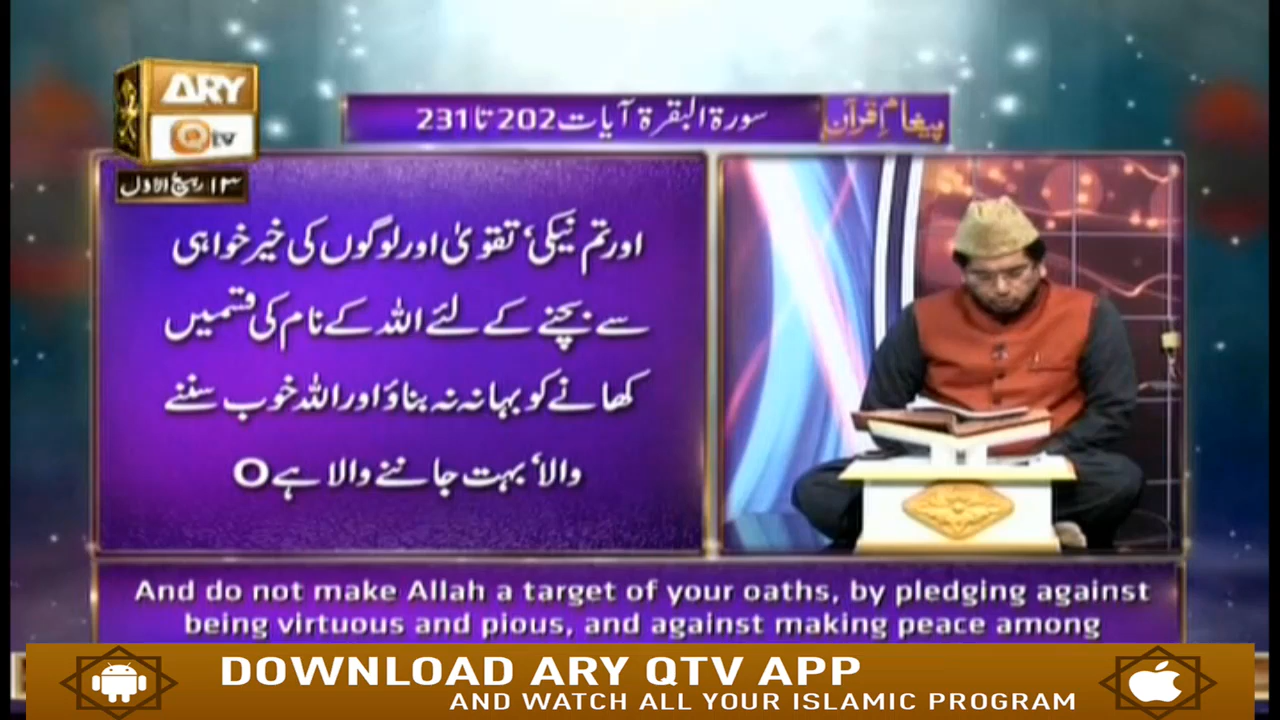 ARY
Qtv
۱۳ ربیع الاول
پیغام قرآن
سورۃ البقرۃ آیات 202 تا 231
اور تم نیکی، تقویٰ اور لوگوں کی خیر خواہی
سے بچنے کے لئے اللہ کے نام کی قسمیں
کھانے کو بہانہ نہ بناؤ اور اللہ خوب سننے
والا، بہت جاننے والا ہے O
And do not make Allah a target of your oaths, by pledging against
being virtuous and pious, and against making peace among
DOWNLOAD ARY QTV APP
AND WATCH ALL YOUR ISLAMIC PROGRAM